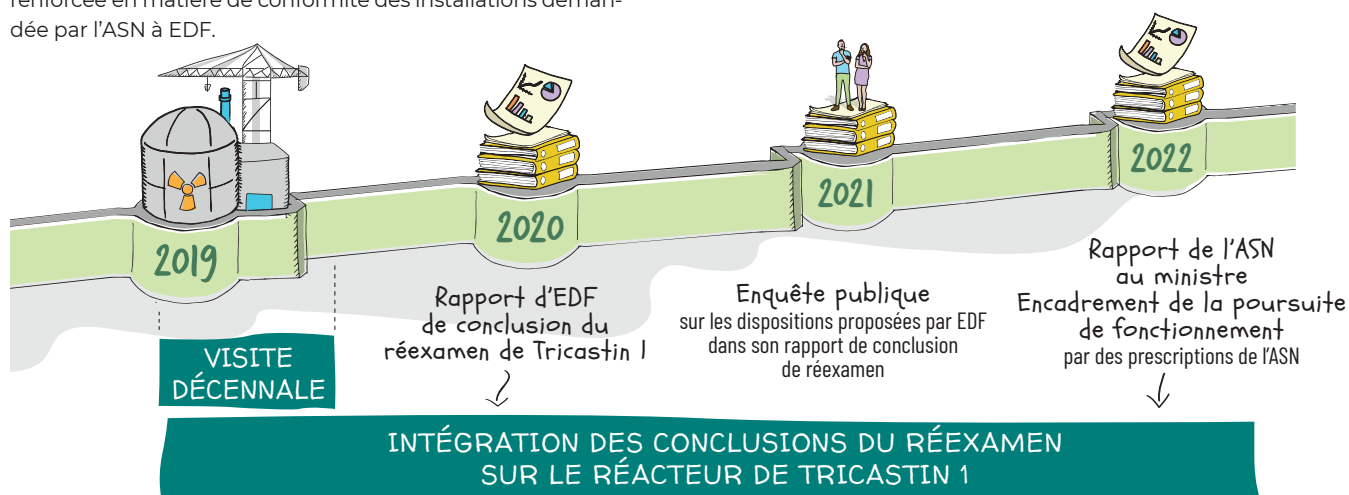 renforcée en matière de conformité des installations deman-
dée par l'ASN à EDF.
2019
2020
2021
2022
VISITE
DÉCENNALE
Rapport d'EDF
de conclusion du
réexamen de Tricastin 1
Enquête publique
sur les dispositions proposées par EDF
dans son rapport de conclusion
de réexamen
Rapport de l'ASN
au ministre
Encadrement de la poursuite
de fonctionnement
par des prescriptions de l'ASN
INTÉGRATION DES CONCLUSIONS DU RÉEXAMEN
SUR LE RÉACTEUR DE TRICASTIN 1